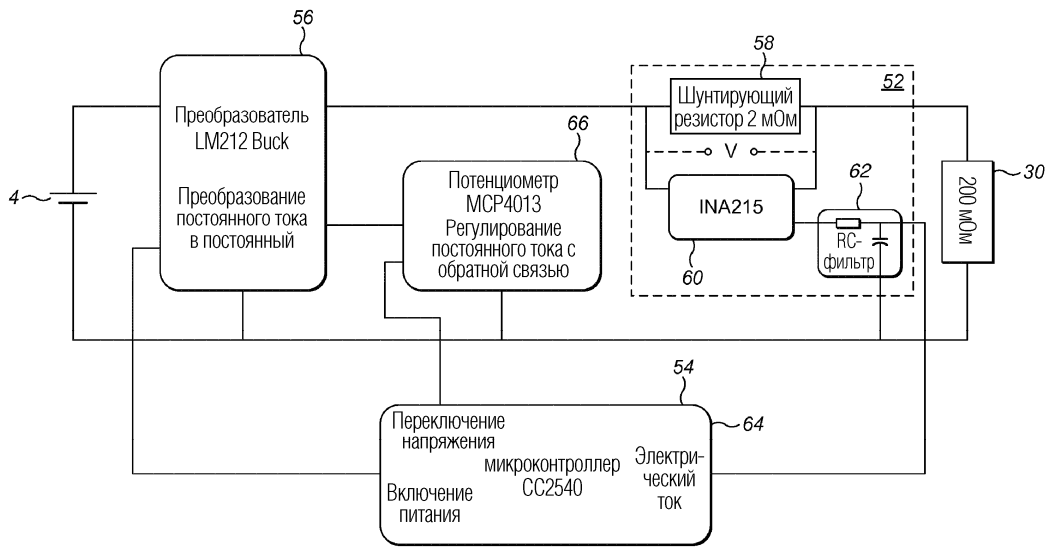 56
Преобразователь
LM212 Buck
Преобразование
постоянного тока
в постоянный
4
66
Потенциометр
MCP4013
Регулирование
постоянного тока с
обратной связью
58
52
Шунтирующий
резистор 2 мОм
V
INA215
60
62
RC-
фильтр
30
200 мОм
54
64
Переключение
напряжения
микроконтроллер
CC2540
Включение
питания
Электри-
ческий
ток